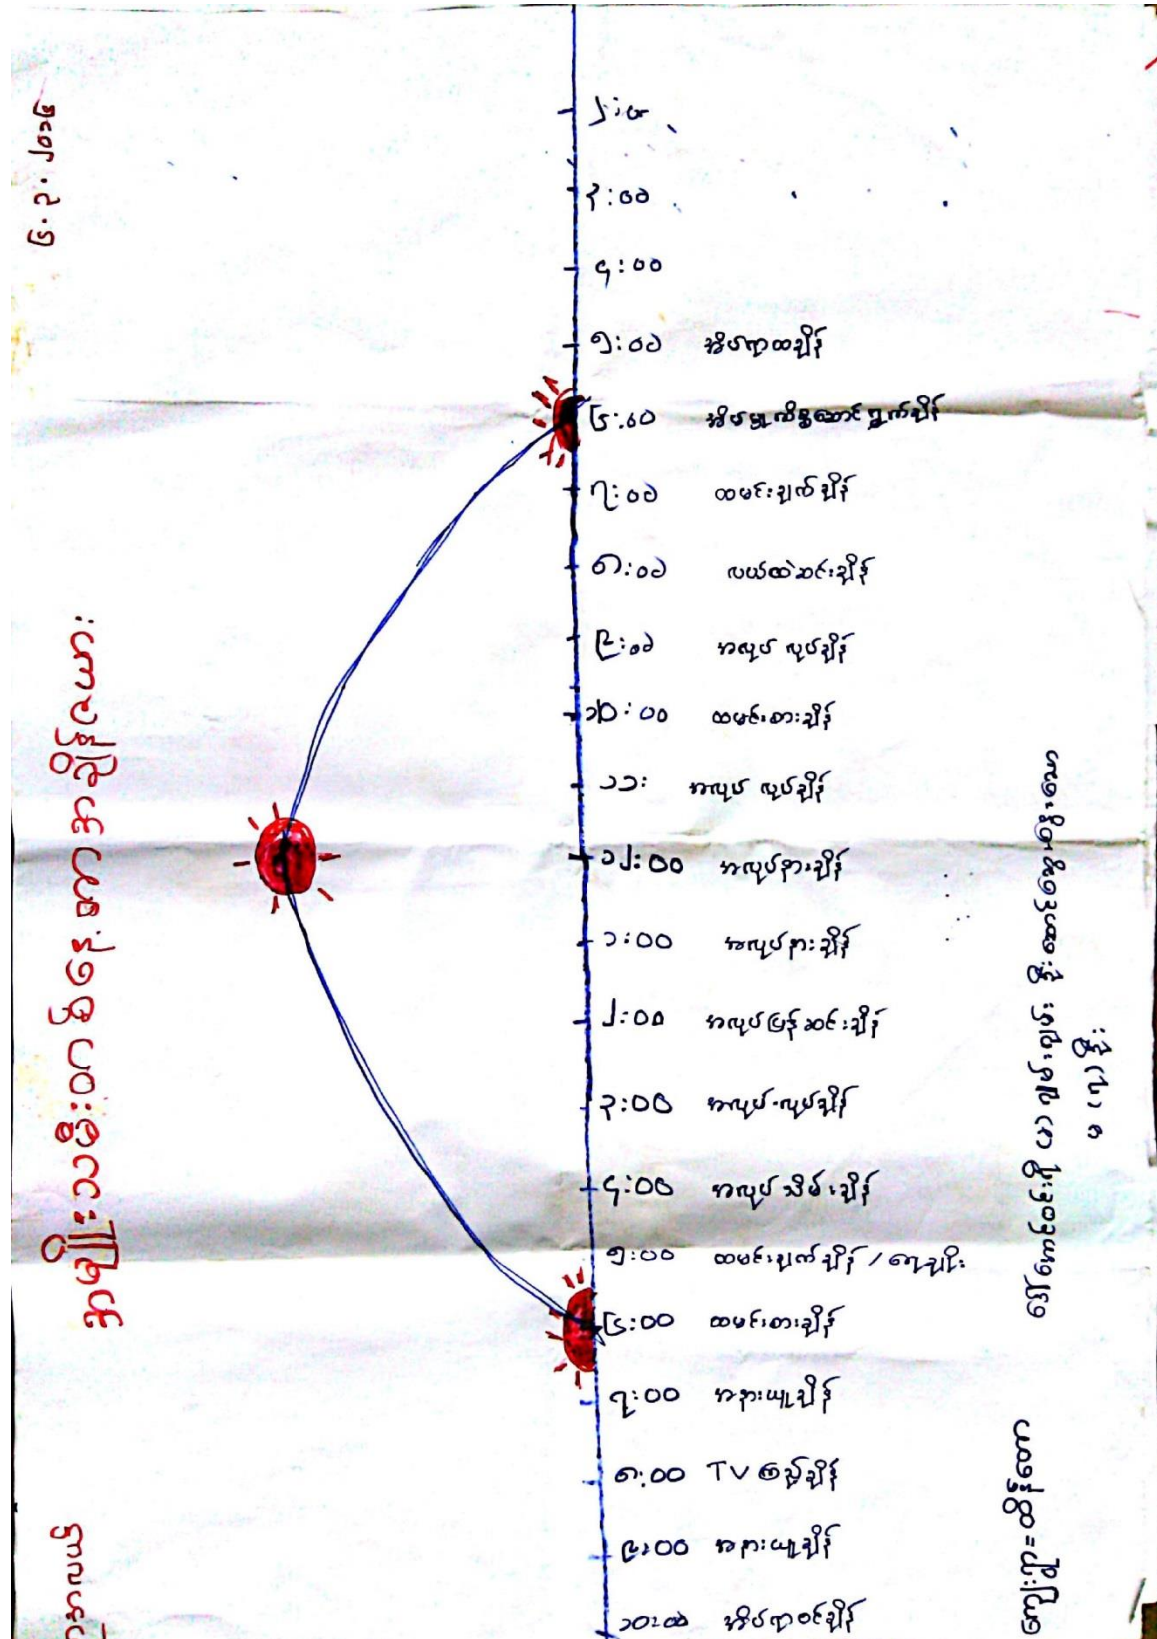 ၆.၃.၂၀၁၆
အမျိုးသမီးတစ်ဦး၏ နေ့စဉ် အချိန်ဇယား
၃:၀၀
၄:၀၀
၅:၀၀ အိပ်ရာထချိန်
၆:၀၀ အိမ်မှုကိစ္စဆောင်ရွက်ချိန်
၇:၀၀ ထမင်းချက်ချိန်
၈:၀၀ လယ်ထဲဆင်းချိန်
၉:၀၀ အလုပ် လုပ်ချိန်
၁၀:၀၀ ထမင်းစားချိန်
၁၁: အလုပ် လုပ်ချိန်
၁၂:၀၀ အလုပ်နားချိန်
၁:၀၀ အလုပ်နားချိန်
၂:၀၀ အလုပ်ပြန်ဆင်းချိန်
၃:၀၀ အလုပ်လုပ်ချိန်
၄:၀၀ အလုပ်သိမ်းချိန်
၅:၀၀ ထမင်းချက်ချိန် / ရေချိုး
၆:၀၀ ထမင်းစားချိန်
၇:၀၀ အနားယူချိန်
၈:၀၀ TV ကြည့်ချိန်
၉:၀၀ အနားယူချိန်
၁၀:၀၀ အိပ်ရာဝင်ချိန်